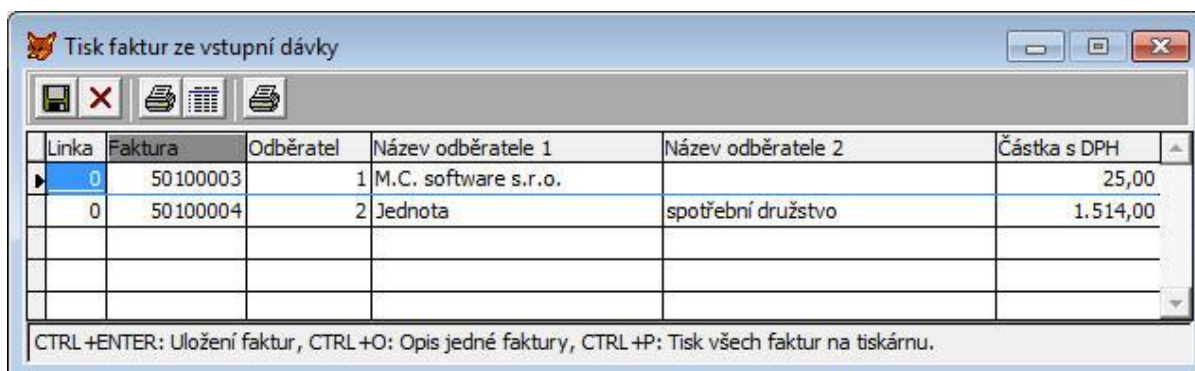 Tisk faktur ze vstupní dávky
Linka Faktura Odběratel Název odběratele 1 Název odběratele 2 Částka s DPH
0 50100003 1 M.C. software s.r.o. 25,00
0 50100004 2 Jednota spotřební družstvo 1.514,00
CTRL+ENTER: Uložení faktur, CTRL+O: Opis jedné faktury, CTRL+P: Tisk všech faktur na tiskárnu.